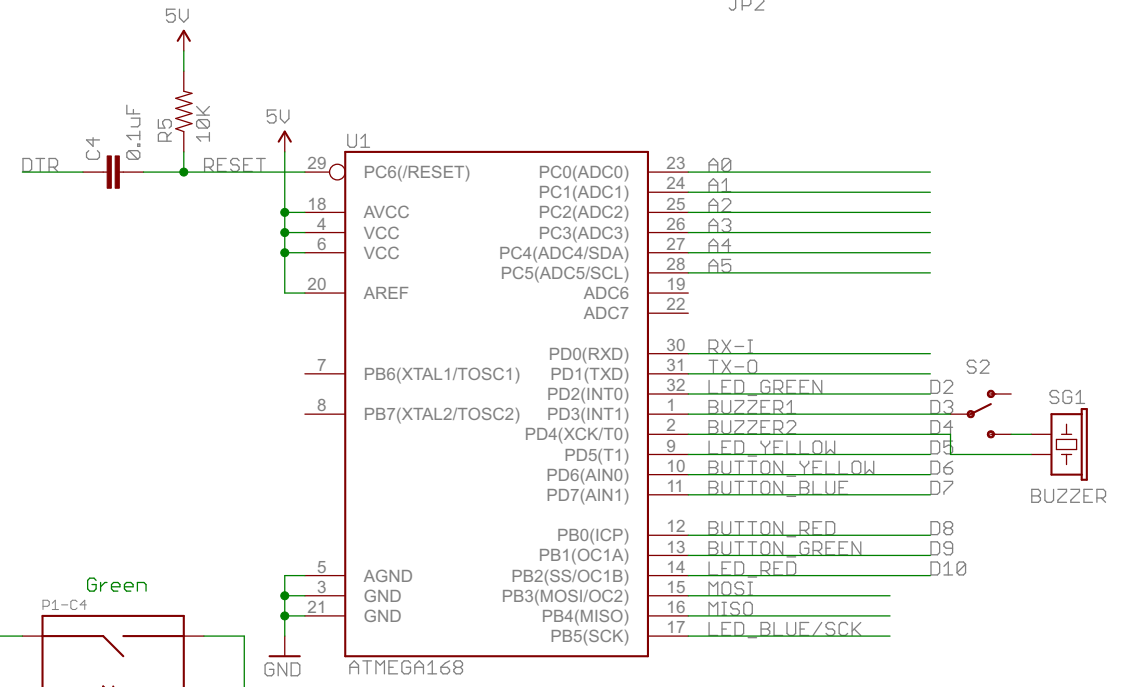 JP2
5V
5V
DTR
C4
0.1uF
R5
10K
RESET
U1
29 PC6(/RESET) PC0(ADC0) 23 A0
PC1(ADC1) 24 A1
18 AVCC PC2(ADC2) 25 A2
4 VCC PC3(ADC3) 26 A3
6 VCC PC4(ADC4/SDA) 27 A4
PC5(ADC5/SCL) 28 A5
20 AREF ADC6 19
ADC7 22
PD0(RXD) 30 RX-I
7 PB6(XTAL1/TOSC1) PD1(TXD) 31 TX-O
PD2(INT0) 32 LED_GREEN D2
8 PB7(XTAL2/TOSC2) PD3(INT1) 1 BUZZER1 D3
PD4(XCK/T0) 2 BUZZER2 D4
PD5(T1) 9 LED_YELLOW D5
PD6(AIN0) 10 BUTTON_YELLOW D6
PD7(AIN1) 11 BUTTON_BLUE D7
S2
SG1
BUZZER
PB0(ICP) 12 BUTTON_RED D8
PB1(OC1A) 13 BUTTON_GREEN D9
5 AGND PB2(SS/OC1B) 14 LED_RED D10
3 GND PB3(MOSI/OC2) 15 MOSI
21 GND PB4(MISO) 16 MISO
PB5(SCK) 17 LED_BLUE/SCK
GND
ATMEGA168
Green
P1-C4